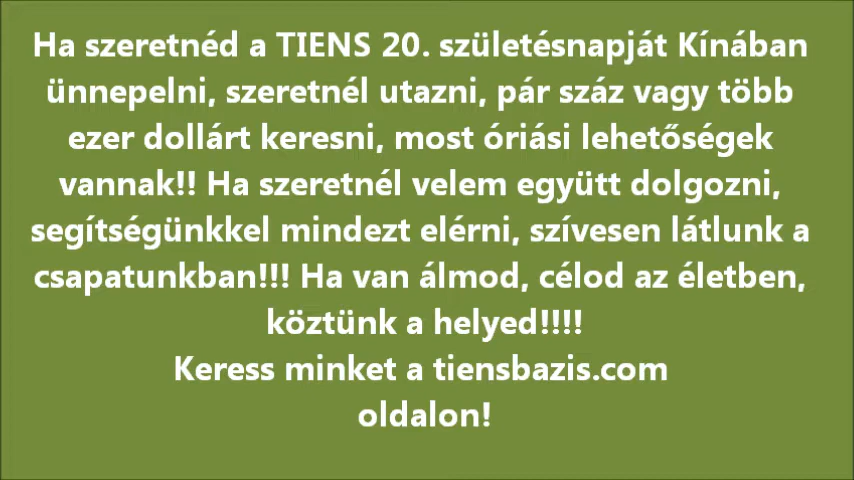 Ha szeretnéd a TIENS 20. születésnapját Kínában
ünnepelni, szeretnél utazni, pár száz vagy több
ezer dollárt keresni, most óriási lehetőségek
vannak!! Ha szeretnél velem együtt dolgozni,
segítségünkkel mindezt elérni, szívesen látlunk a
csapatunkban!!! Ha van álmod, célod az életben,
köztünk a helyed!!!!
Keress minket a tiensbazis.com
oldalon!